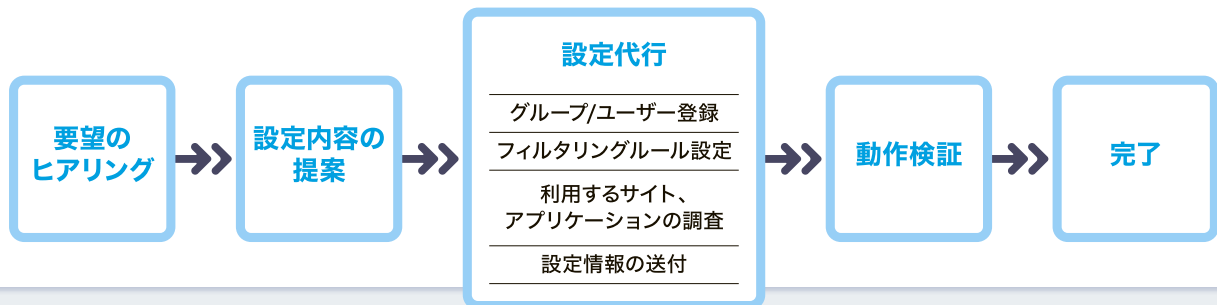 要望の
ヒアリング
設定内容の
提案
設定代行
グループ/ユーザー登録
フィルタリングルール設定
利用するサイト、
アプリケーションの調査
設定情報の送付
動作検証
完了